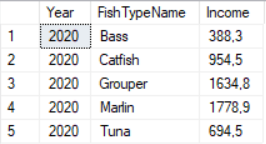 Year FishTypeName Income
1 2020 Bass 388,3
2 2020 Catfish 954,5
3 2020 Grouper 1634,8
4 2020 Marlin 1778,9
5 2020 Tuna 694,5